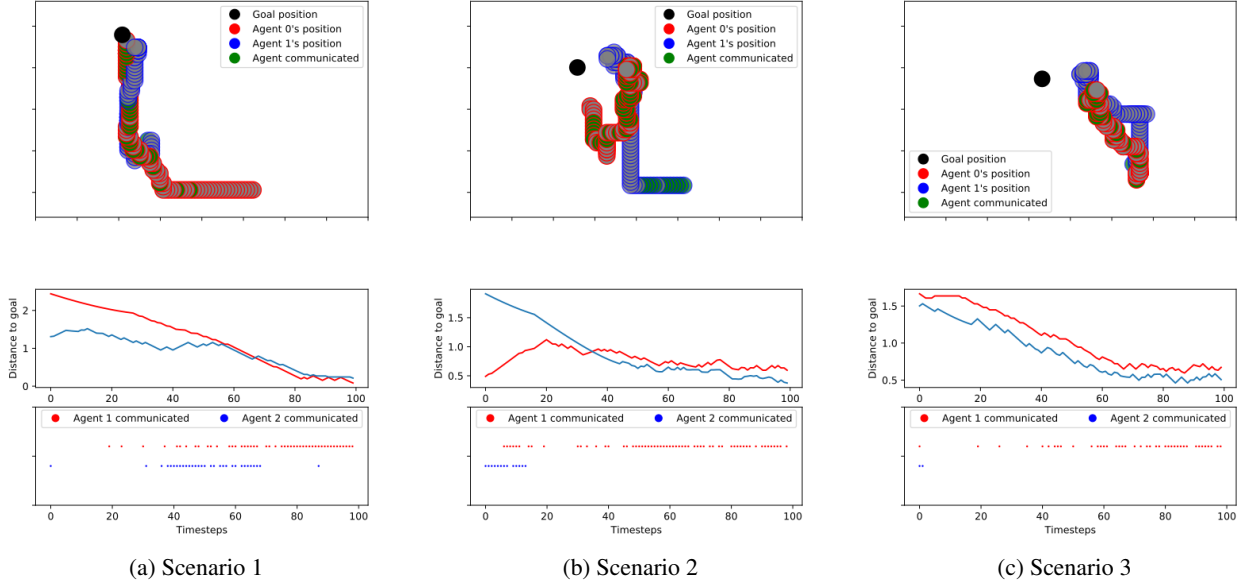 Goal position
Agent 0's position
Agent 1's position
Agent communicated
Goal position
Agent 0's position
Agent 1's position
Agent communicated
Goal position
Agent 0's position
Agent 1's position
Agent communicated
Distance to goal
2
1
0
0 20 40 60 80 100
Agent 1 communicated Agent 2 communicated
0 20 40 60 80 100
Timesteps
Distance to goal
1.5
1.0
0.5
0 20 40 60 80 100
Agent 1 communicated Agent 2 communicated
0 20 40 60 80 100
Timesteps
Distance to goal
1.5
1.0
0.5
0 20 40 60 80 100
Agent 1 communicated Agent 2 communicated
0 20 40 60 80 100
Timesteps
(a) Scenario 1
(b) Scenario 2
(c) Scenario 3